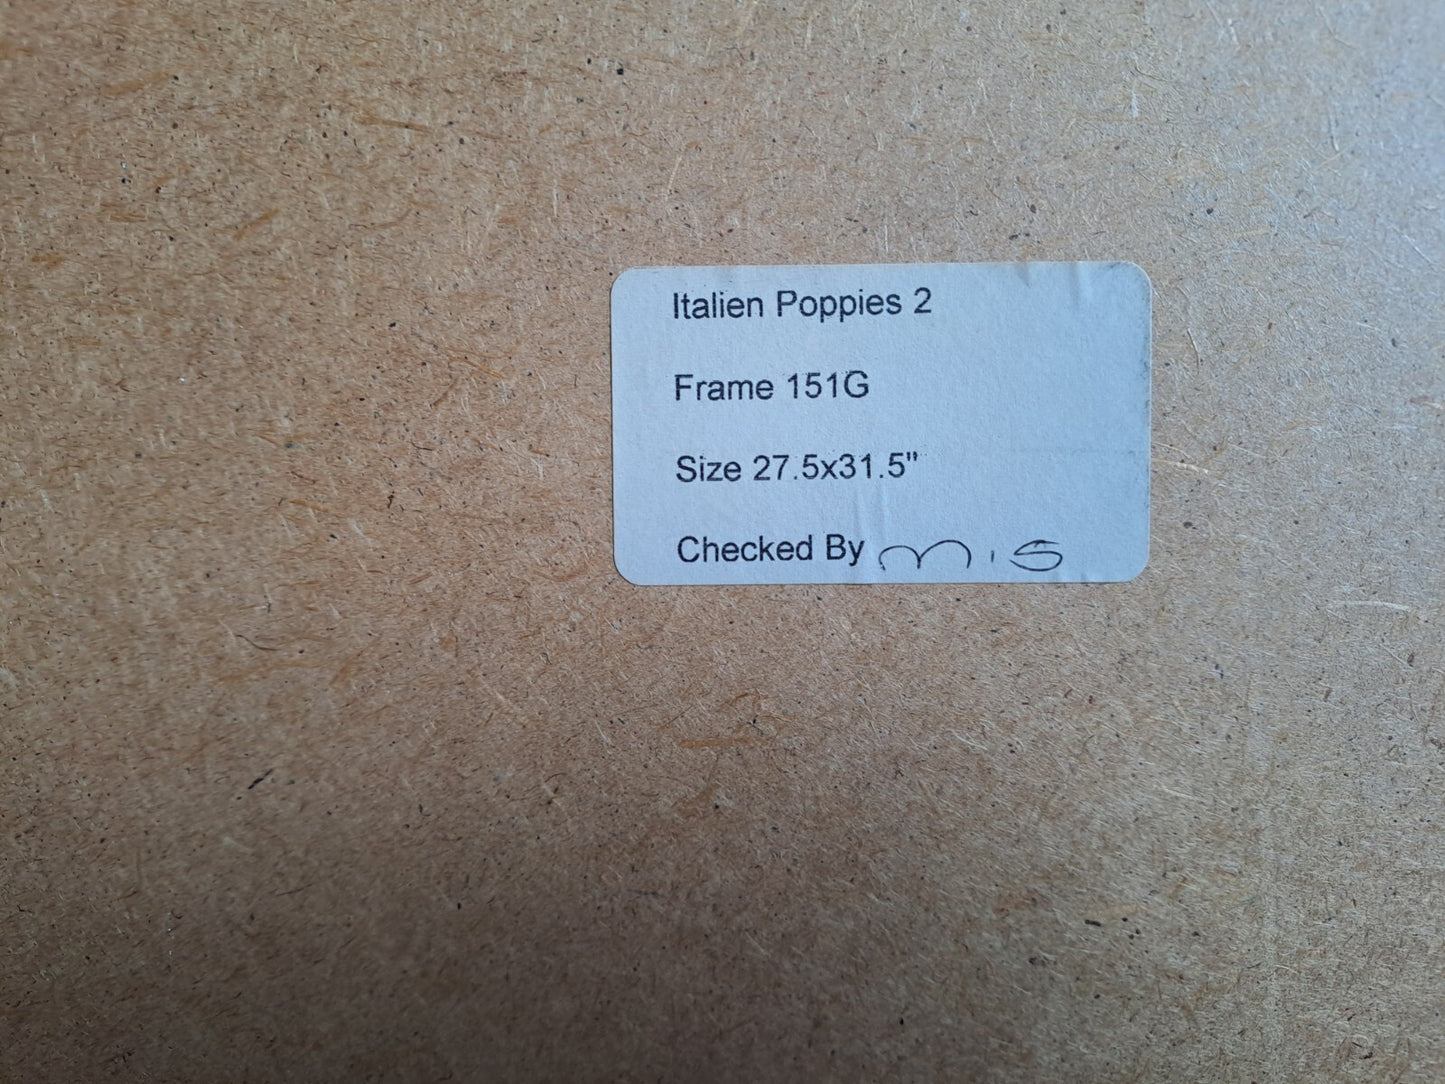 Italien Poppies 2
Frame 151G
Size 27.5x31.5"
Checked By m.s